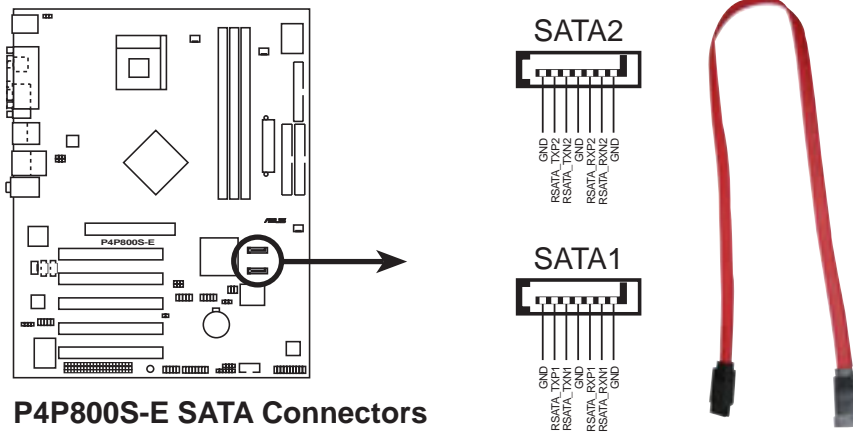 SATA2
GND
RSATA_TXP2
RSATA_TXN2
GND
RSATA_RXP2
RSATA_RXN2
GND
ASUS
P4P800S-E
SATA1
GND
RSATA_TXP1
RSATA_TXN1
GND
RSATA_RXP1
RSATA_RXN1
GND
P4P800S-E SATA Connectors